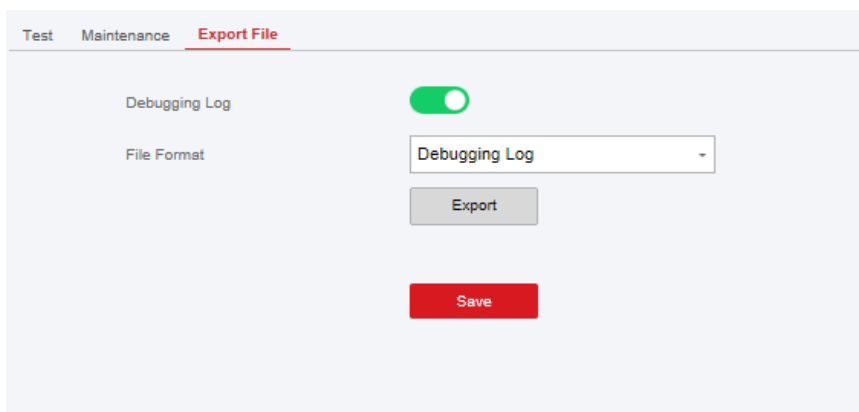 Test Maintenance Export File
Debugging Log
File Format Debugging Log
Export
Save